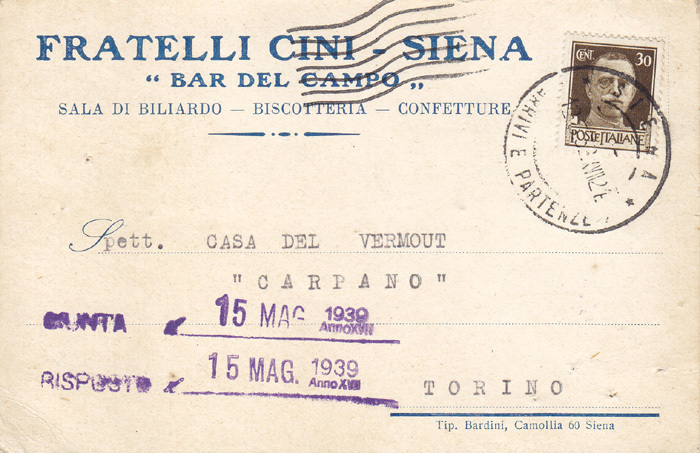 FRATELLI CINI - SIENA
" BAR DEL CAMPO „
SALA DI BILIARDO — BISCOTTERIA — CONFETTURE
CENT. 30
POSTE ITALIANE
SIENA
ARRIVI E PARTENZE
Spett. CASA DEL VERMOUT
"CARPANO"
GIUNTA 15 MAG 1939
Anno XVII
RISPOSTO 15 MAG. 1939
Anno XVII
TORINO
Tip. Bardini, Camollia 60 Siena